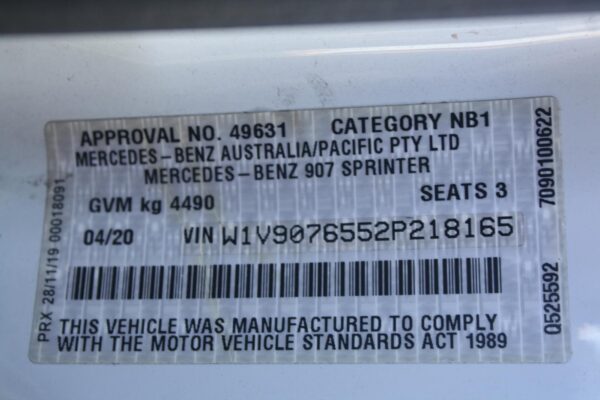 APPROVAL NO. 49631 CATEGORY NB1
MERCEDES-BENZ AUSTRALIA/PACIFIC PTY LTD
MERCEDES-BENZ 907 SPRINTER
GVM kg 4490 SEATS 3
04/20 VIN W1V9076552P218165
THIS VEHICLE WAS MANUFACTURED TO COMPLY
WITH THE MOTOR VEHICLE STANDARDS ACT 1989
PRX 28/11/19 00018091
7090100622
Q525592